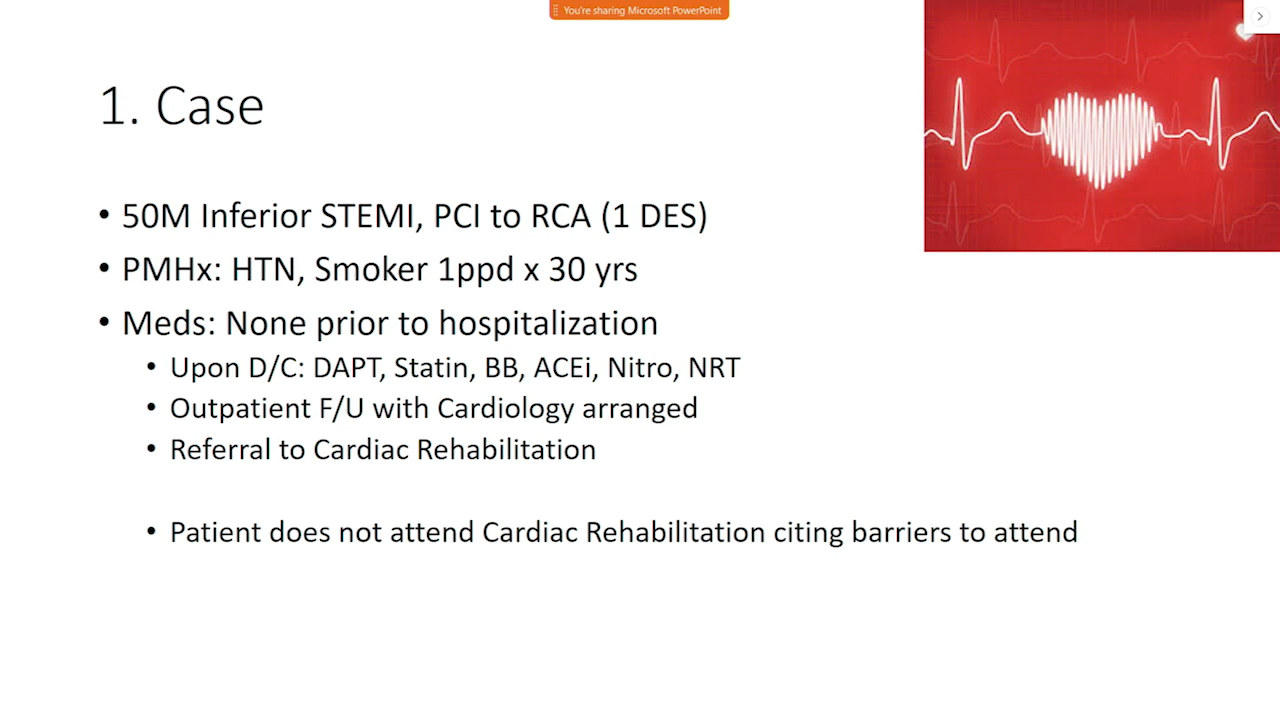 You're sharing Microsoft PowerPoint
1. Case
• 50M Inferior STEMI, PCI to RCA (1 DES)
• PMHx: HTN, Smoker 1ppd x 30 yrs
• Meds: None prior to hospitalization
• Upon D/C: DAPT, Statin, BB, ACEi, Nitro, NRT
• Outpatient F/U with Cardiology arranged
• Referral to Cardiac Rehabilitation
• Patient does not attend Cardiac Rehabilitation citing barriers to attend